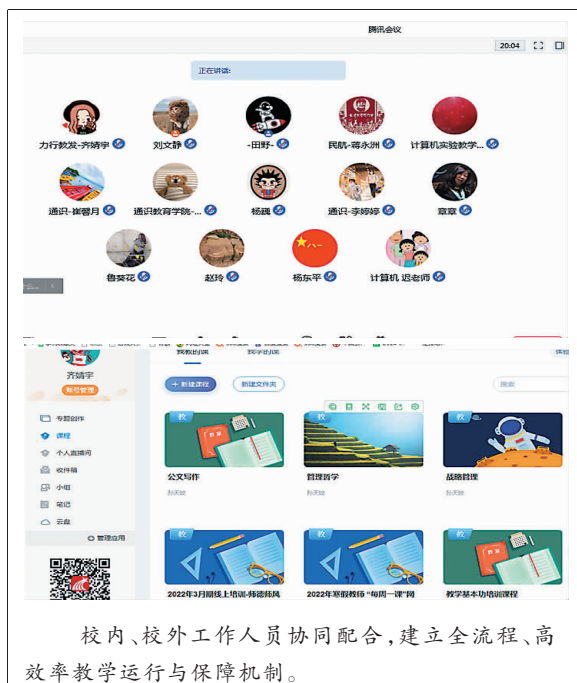 腾讯会议
20:04
正在讲话:
力行教发-齐婧宇
刘文静
-田野-
民航-蒋永洲
计算机实验教学...
通识-崔馨月
通识教育学院-...
杨巍
通识-李婷婷
章章
鲁葵花
赵玲
杨东平
计算机 迟老师
我教的课 我学的课
体验
齐婧宇
账号管理
+ 新建课程
新建文件夹
搜索
专题创作
课程
个人直播间
收件箱
小组
笔记
云盘
管理应用
教
教
教
公文写作
管理哲学
战略管理
教
教
教
2022年3月期线上培训-师德师风
2022年寒假教师“每周一课”网
教学基本功培训课程
校内、校外工作人员协同配合,建立全流程、高
效率教学运行与保障机制。